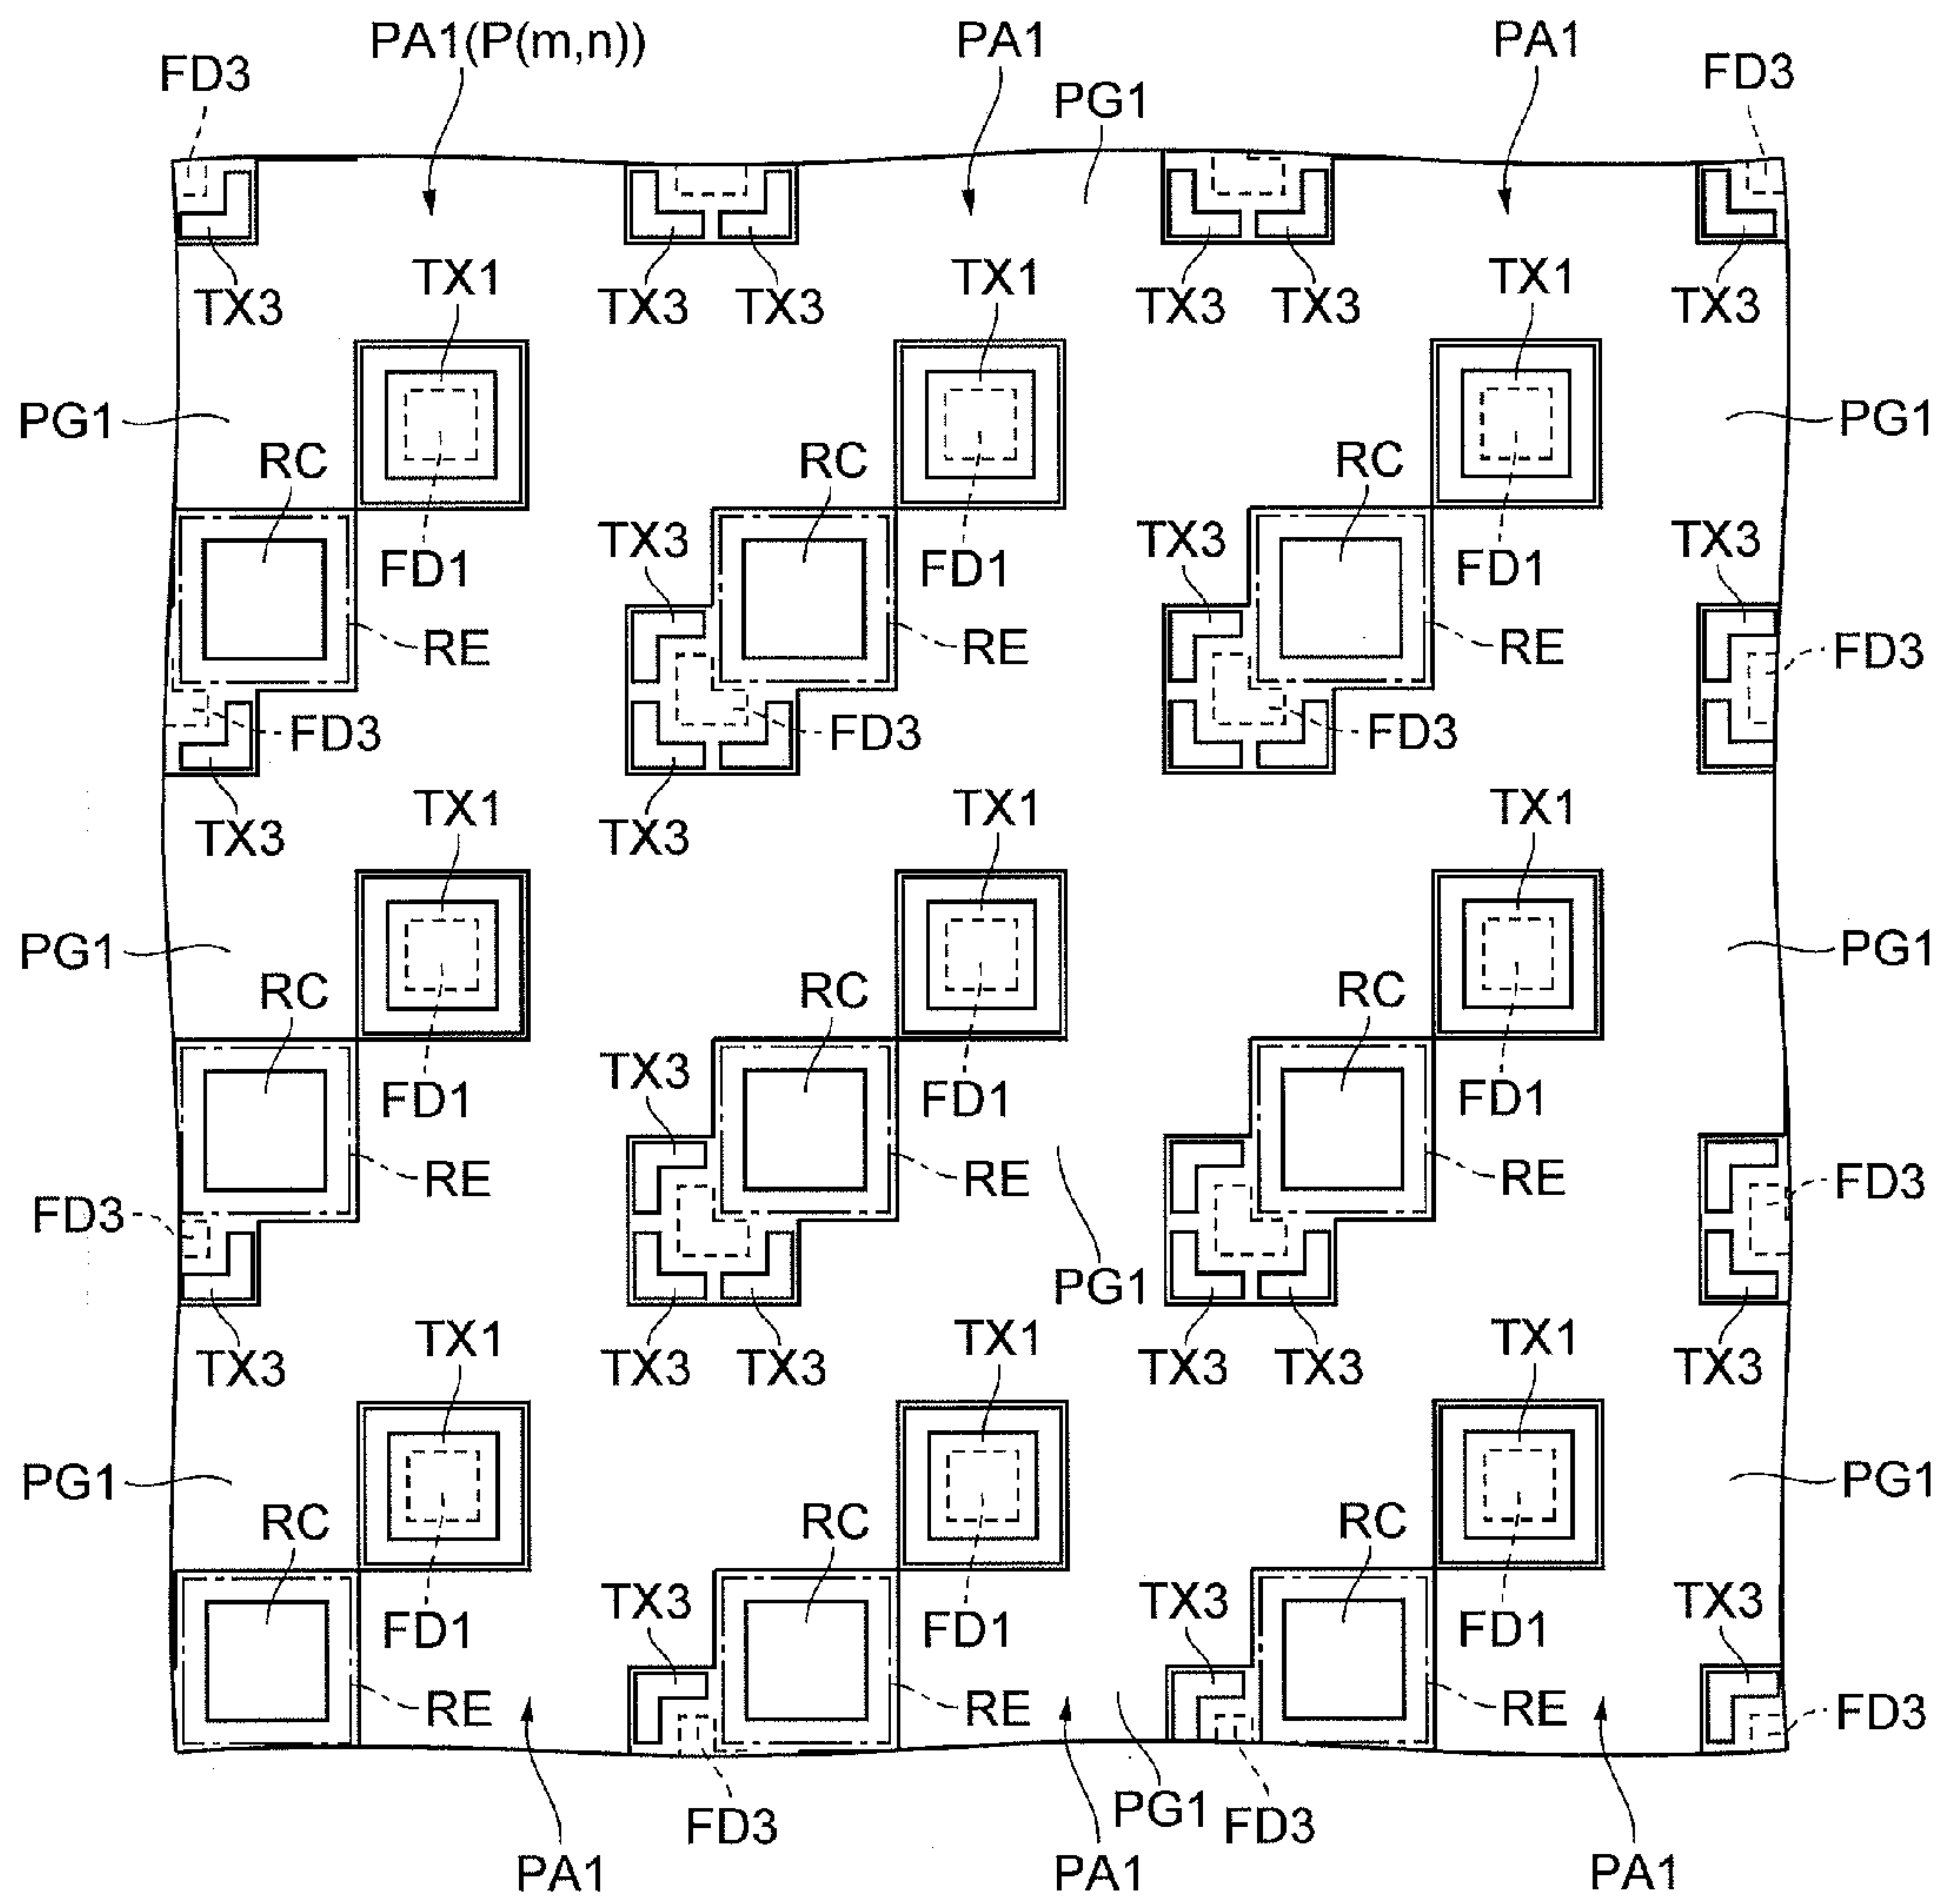 PA1(P(m,n)) PA1 PA1
FD3 FD3
PG1
TX1 TX1 TX1
TX3 TX3 TX3 TX3 TX3 TX3
PG1 PG1
RC RC RC
TX3 TX3 TX3
FD1 FD1 FD1
RE RE RE FD3
FD3 FD3 FD3
TX1 TX1 TX1
TX3 TX3
PG1 PG1
RC RC RC
TX3
FD1 FD1 FD1
RE RE RE FD3
FD3
PG1
TX1 TX1 TX1
TX3 TX3 TX3 TX3 TX3 TX3
PG1 PG1
RC RC RC
TX3 TX3 TX3
FD1 FD1 FD1
RE RE RE FD3
PG1
FD3 FD3
PA1 PA1 PA1